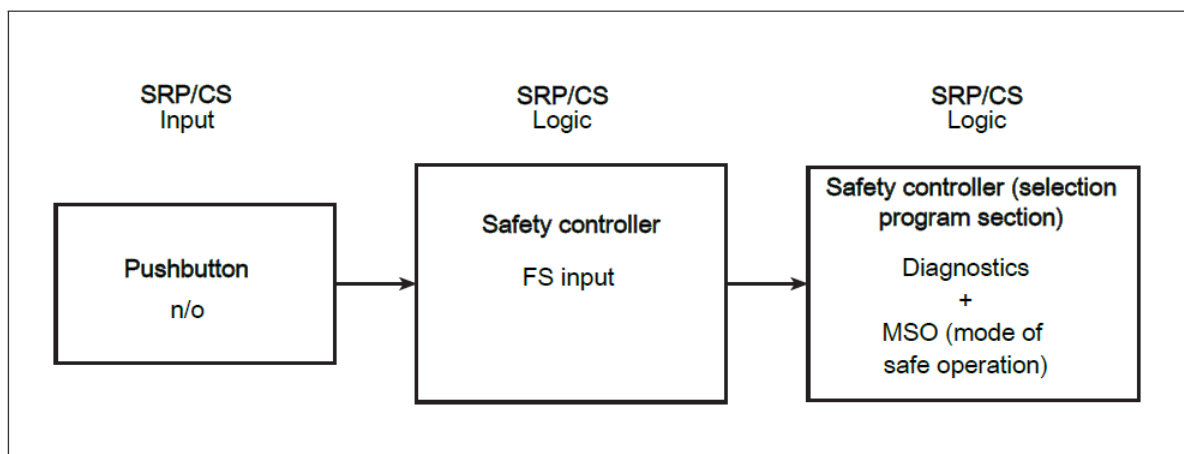 SRP/CS
Input
SRP/CS
Logic
SRP/CS
Logic
Pushbutton
n/o
Safety controller
FS input
Safety controller (selection
program section)
Diagnostics
+
MSO (mode of
safe operation)